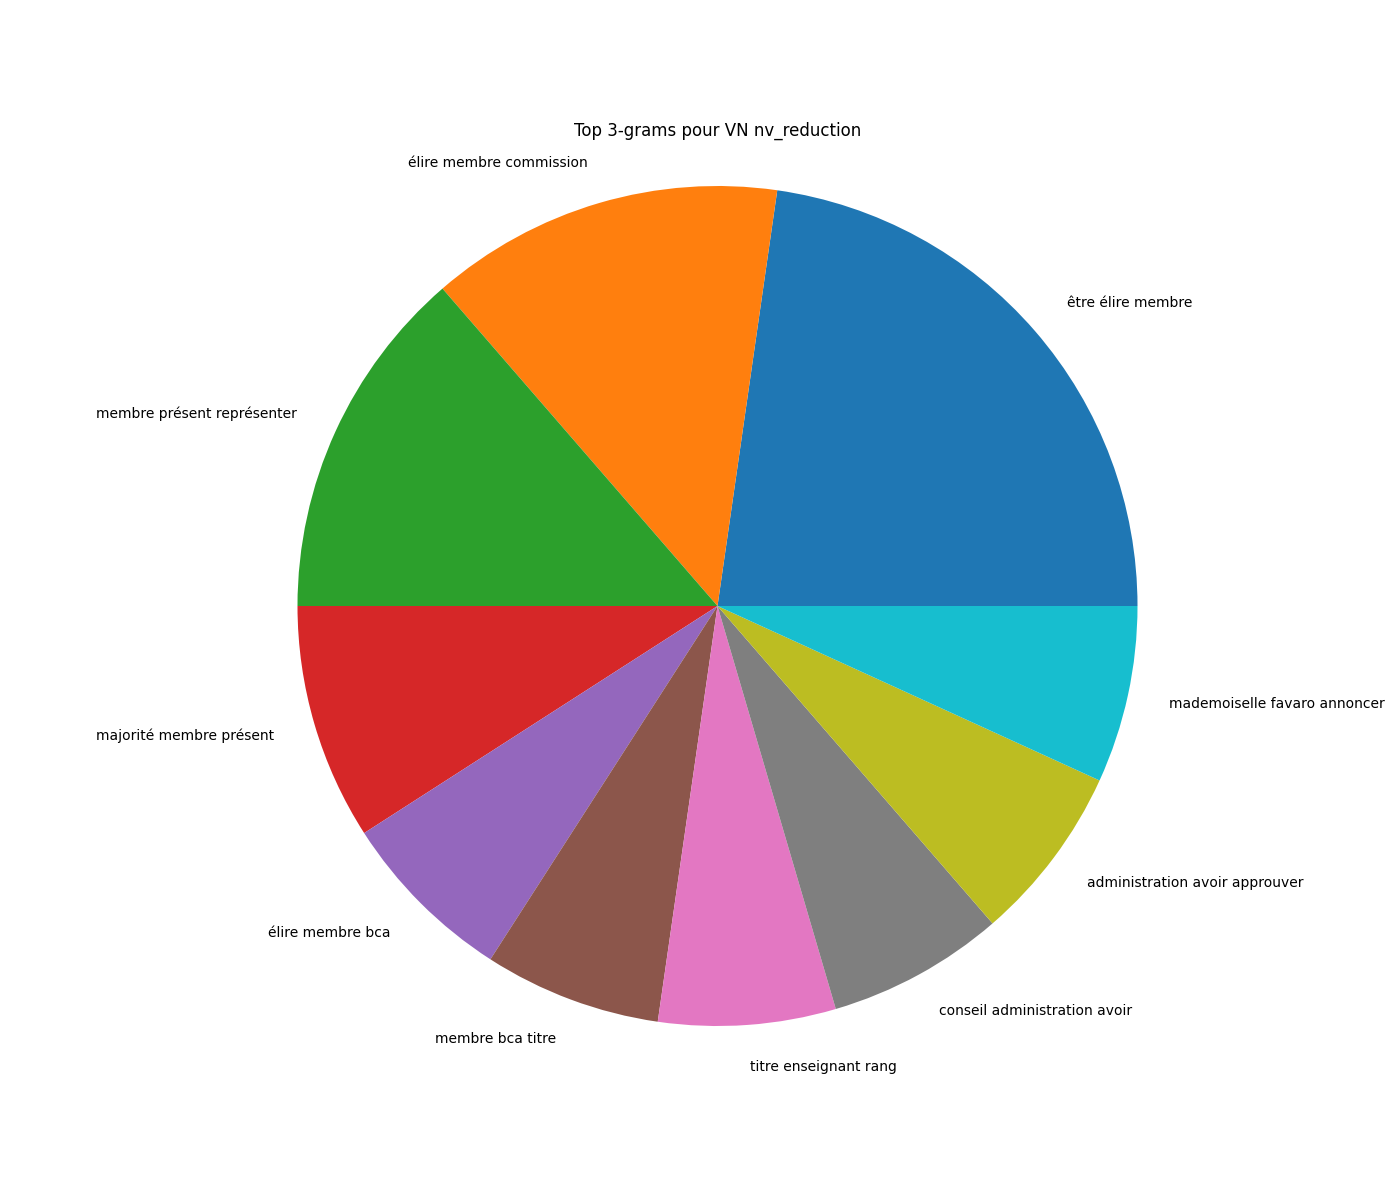 Top 3-grams pour VN nv_reduction
élire membre commission
être élire membre
membre présent représenter
mademoiselle favaro annoncer
majorité membre présent
administration avoir approuver
élire membre bca
conseil administration avoir
membre bca titre
titre enseignant rang